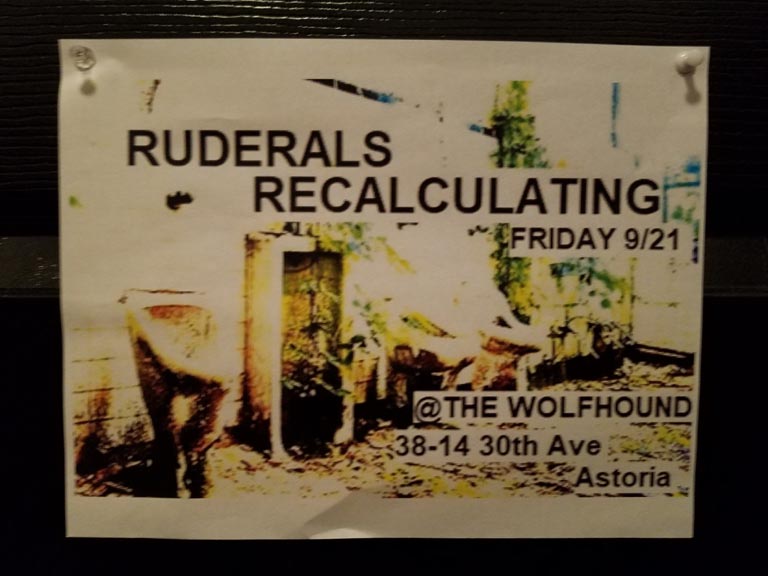 RUDERALS
RECALCULATING
FRIDAY 9/21
@THE WOLFHOUND
38-14 30th Ave
Astoria